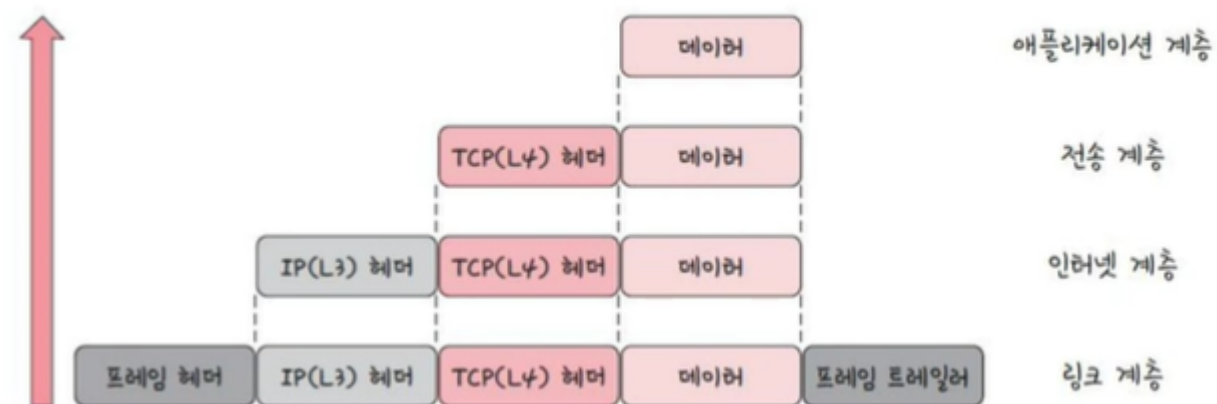 데이터 애플리케이션 계층
TCP(L4) 헤더 데이터 전송 계층
IP(L3) 헤더 TCP(L4) 헤더 데이터 인터넷 계층
프레임 헤더 IP(L3) 헤더 TCP(L4) 헤더 데이터 프레임 트레일러 링크 계층